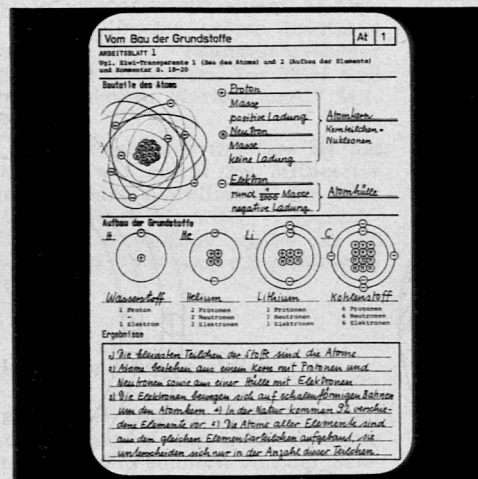 Vom Bau der Grundstoffe At 1
ARBEITSBLATT 1
Vgl. Kiwi-Transparente 1 (Bau des Atoms) und 2 (Aufbau der Elemente)
und Kommentar S. 18-20
Bauteile des Atoms
+ Proton
Masse
positive Ladung
N Neutron
Masse
keine Ladung
Atomkern
Kernteilchen =
Nukleonen
- Elektron
rund Masse
negative Ladung
Atomhülle
Aufbau der Grundstoffe
H He Li C
Wasserstoff Helium Lithium Kohlenstoff
1 Proton 2 Protonen 3 Protonen 6 Protonen
- 2 Neutronen Neutronen 6 Neutronen
1 Elektron 2 Elektronen 3 Elektronen 6 Elektronen
Ergebnisse
1) Die kleinsten Teilchen der Stoffe sind die Atome
2) Atome bestehen aus einem Kern mit Protonen und
Neutronen sowie aus einer Hülle mit Elektronen
3) Die Elektronen bewegen sich auf schalenförmigen Bahnen
um den Atomkern. 4) In der Natur kommen 92 verschie-
dene Elemente vor. 5) Die Atome aller Elemente sind
aus den gleichen Elementarteilchen aufgebaut, sie
unterscheiden sich nur in der Anzahl dieser Teilchen.